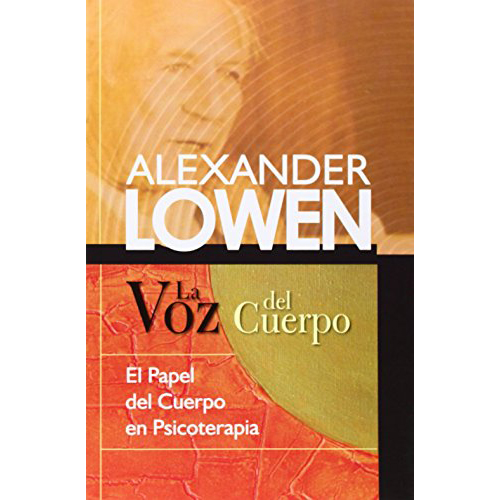 ALEXANDER
LOWEN
La Voz del Cuerpo
El Papel
del Cuerpo
en Psicoterapia